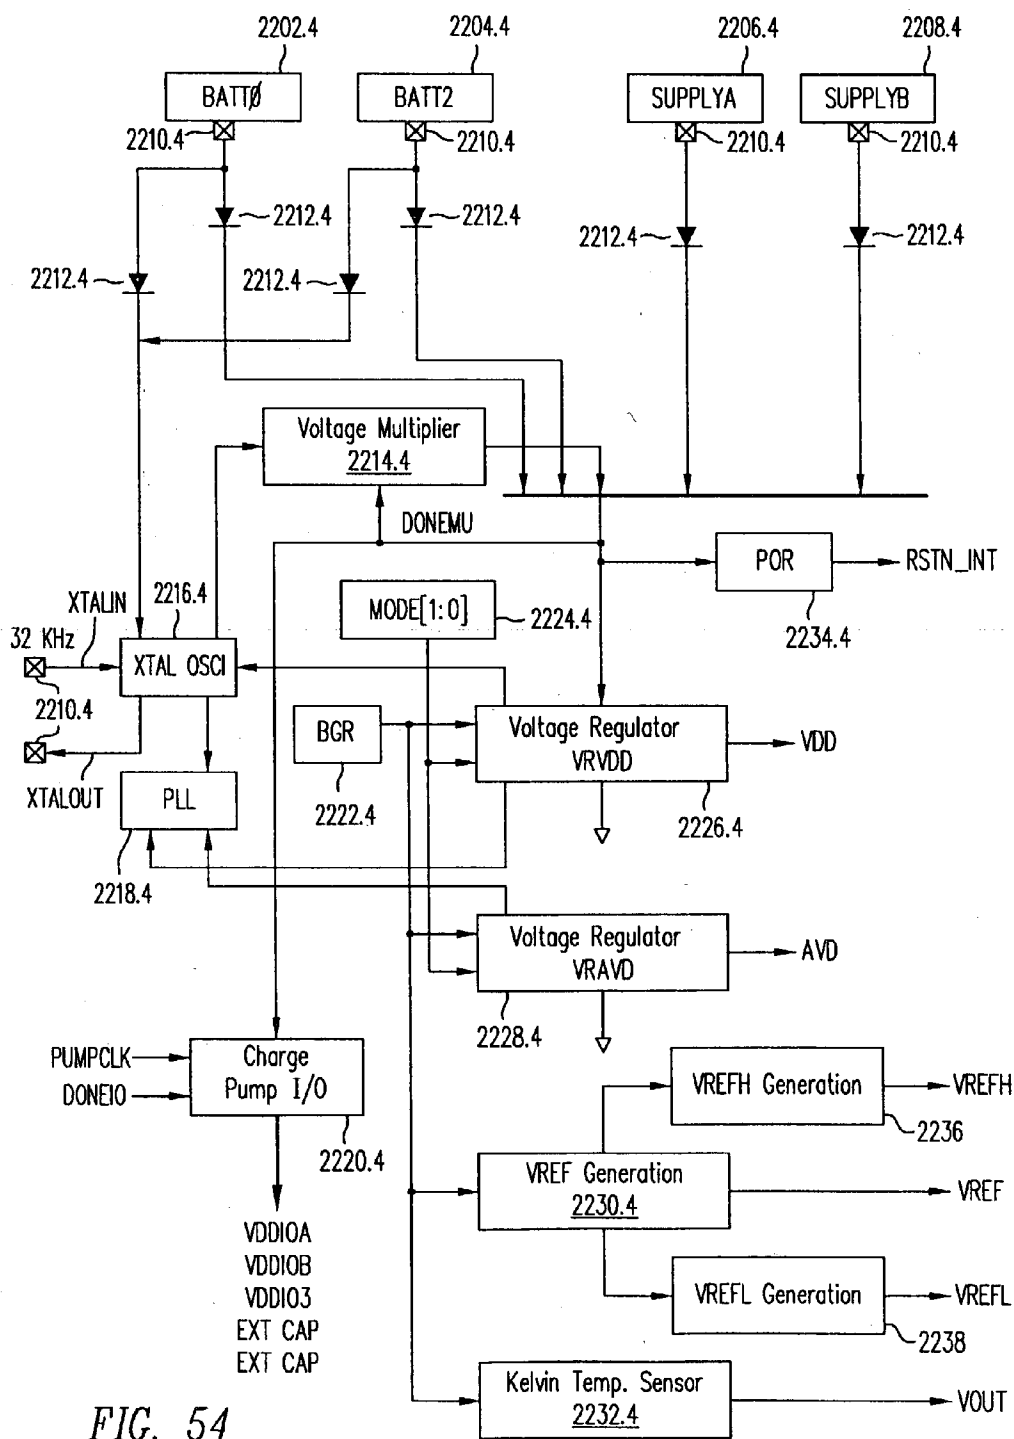 2202.4 2204.4 2206.4 2208.4
BATTØ BATT2 SUPPLYA SUPPLYB
2210.4 2210.4 2210.4 2210.4
2212.4 2212.4 2212.4 2212.4
2212.4 2212.4
Voltage Multiplier
2214.4
DONEMU
POR RSTN_INT
2234.4
MODE[1:0] 2224.4
2216.4
XTALIN
32 KHz
XTAL OSCI
2210.4
XTALOUT
BGR
2222.4
Voltage Regulator
VRVDD
VDD
2226.4
PLL
2218.4
Voltage Regulator
VRAVD
AVD
2228.4
PUMPCLK
DONEIO
Charge
Pump I/O
2220.4
VREFH Generation VREFH
2236
VREF Generation
2230.4
VREF
VDDIOA
VDDIOB
VDDIO3
EXT CAP
EXT CAP
VREFL Generation VREFL
2238
Kelvin Temp. Sensor
2232.4
VOUT
FIG. 54